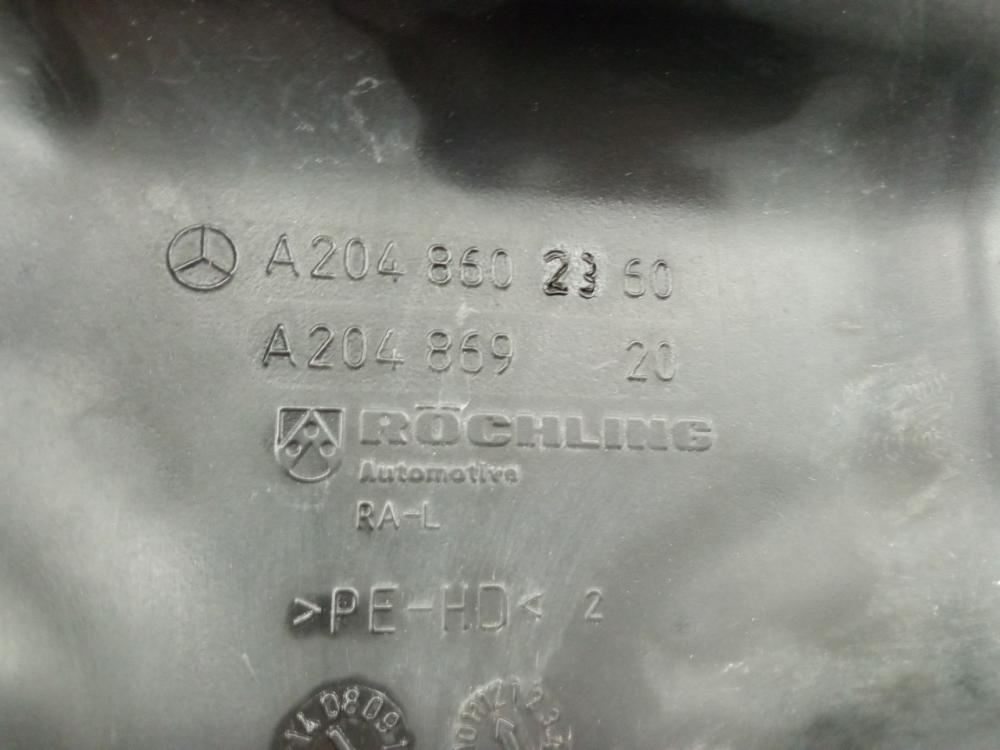 A204 860 23 60
A204 869 20
RÖCHLING
Automotive
RA-L
>PE-HD< 2